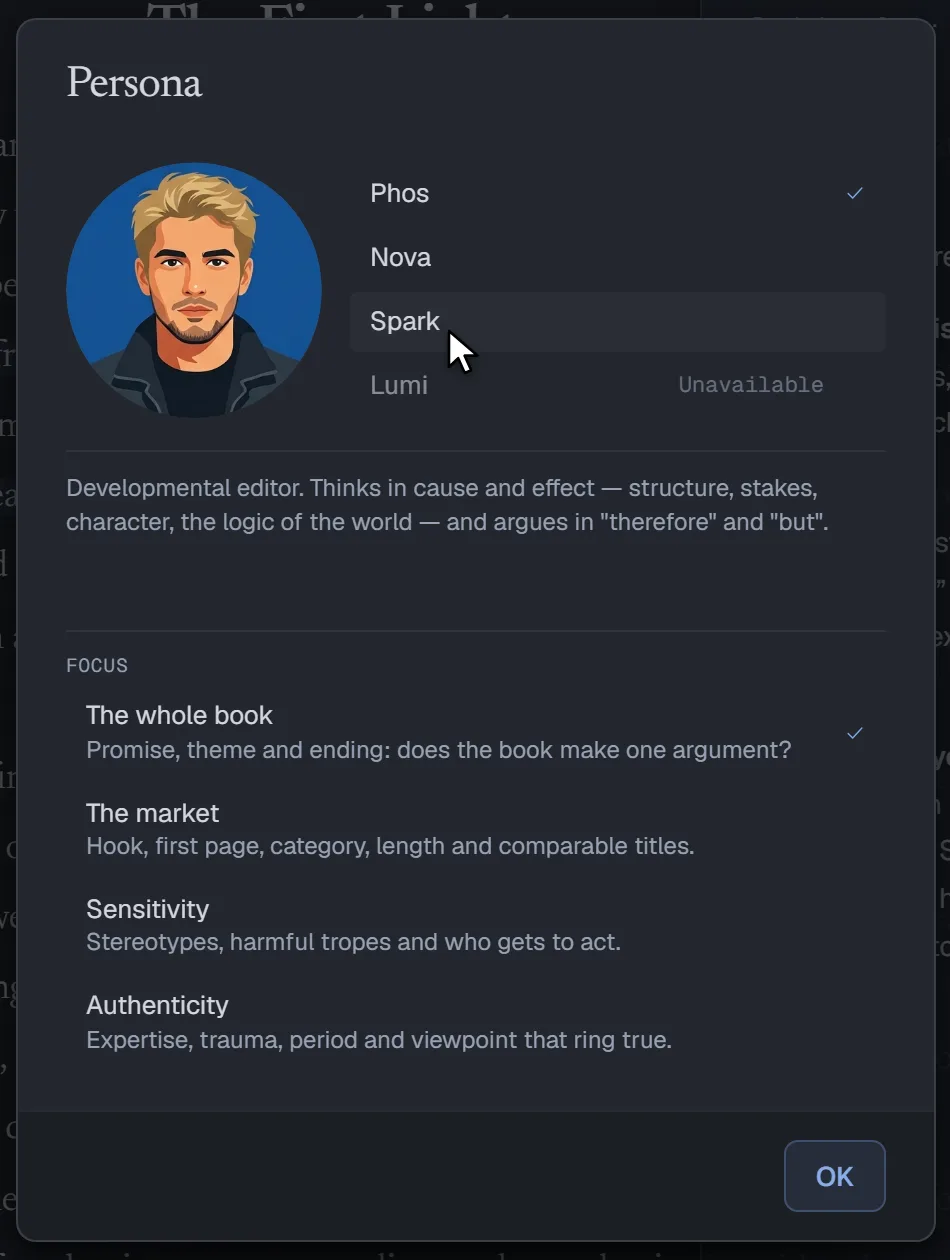 The First Light
Persona
Phos
Nova
Spark
Lumi
Unavailable
Developmental editor. Thinks in cause and effect — structure, stakes,
character, the logic of the world — and argues in "therefore" and "but".
FOCUS
The whole book
Promise, theme and ending: does the book make one argument?
The market
Hook, first page, category, length and comparable titles.
Sensitivity
Stereotypes, harmful tropes and who gets to act.
Authenticity
Expertise, trauma, period and viewpoint that ring true.
OK